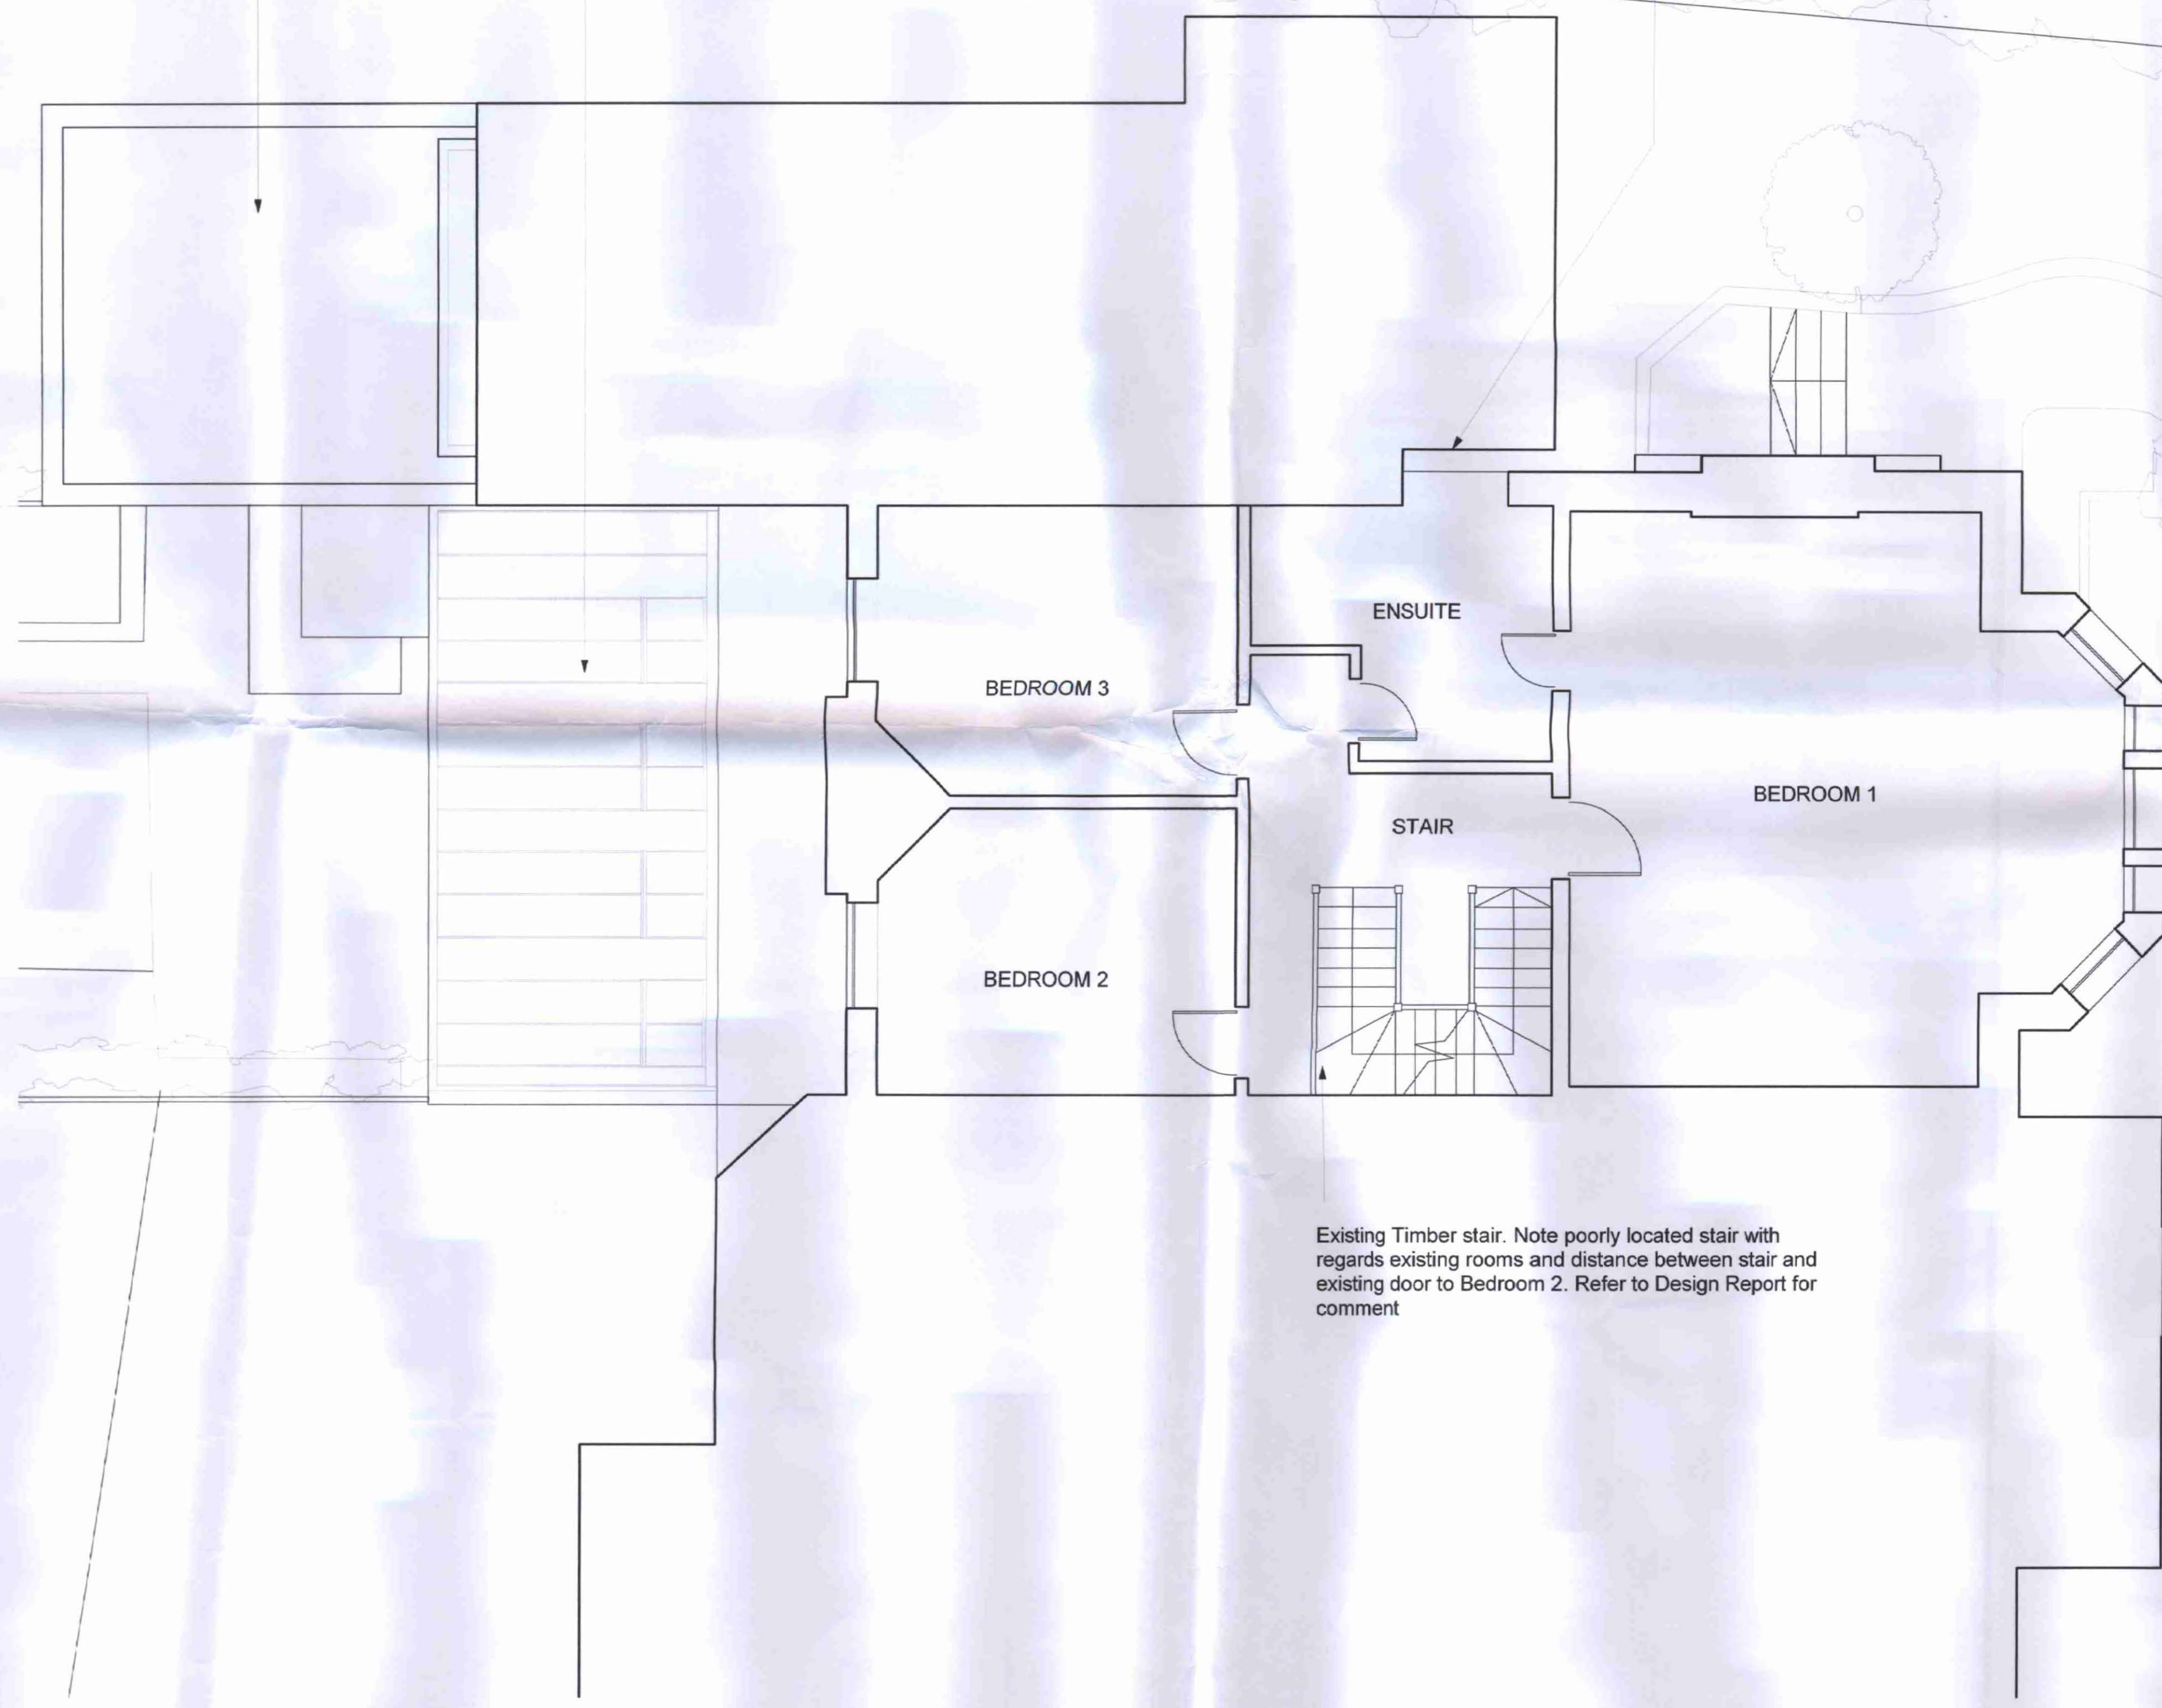 ENSUITE
BEDROOM 3
BEDROOM 1
STAIR
BEDROOM 2
Existing Timber stair. Note poorly located stair with
regards existing rooms and distance between stair and
existing door to Bedroom 2. Refer to Design Report for
comment